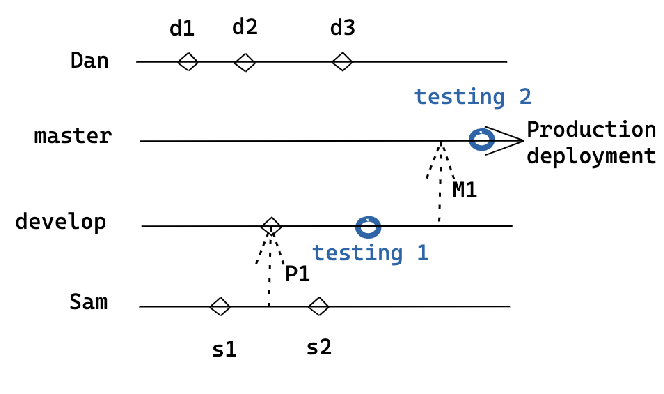 d1 d2 d3
Dan
testing 2
master
Production
deployment
M1
develop
testing 1
P1
Sam
s1 s2